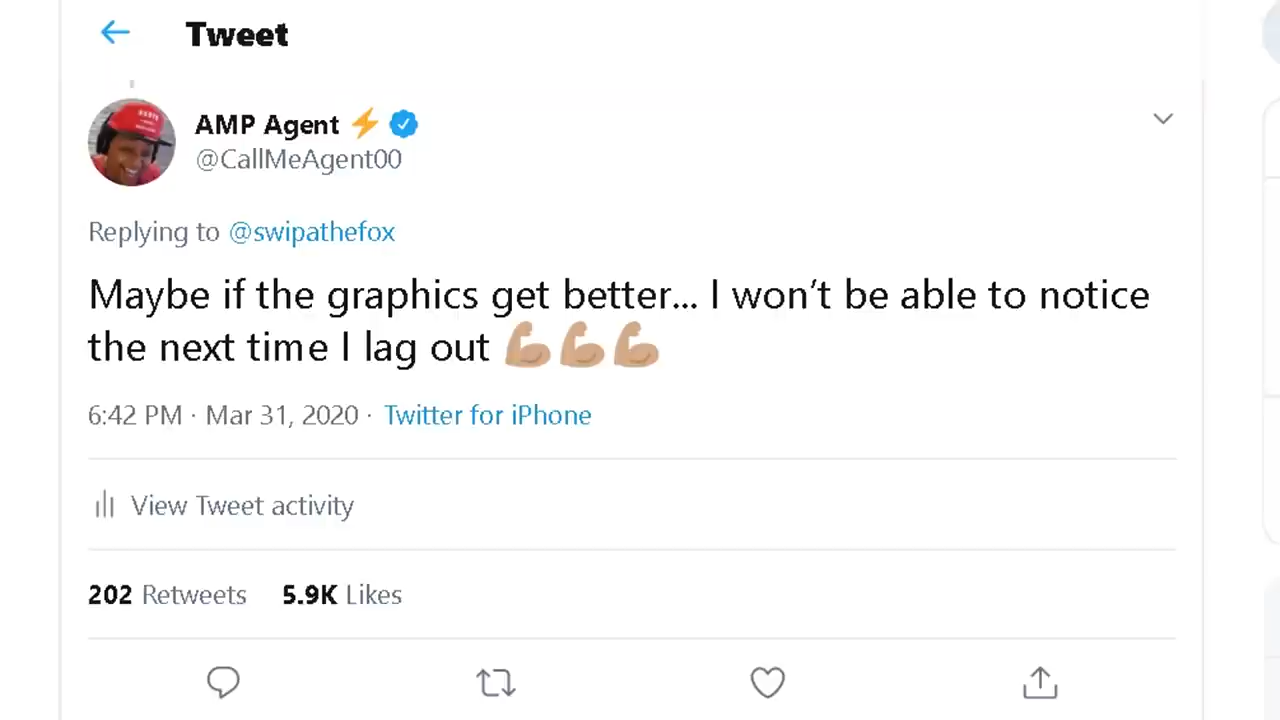 Tweet
AMP Agent ⚡
@CallMeAgent00
Replying to @swipathefox
Maybe if the graphics get better... I won’t be able to notice
the next time I lag out 💪🏼💪🏼💪🏼
6:42 PM · Mar 31, 2020 · Twitter for iPhone
View Tweet activity
202 Retweets 5.9K Likes